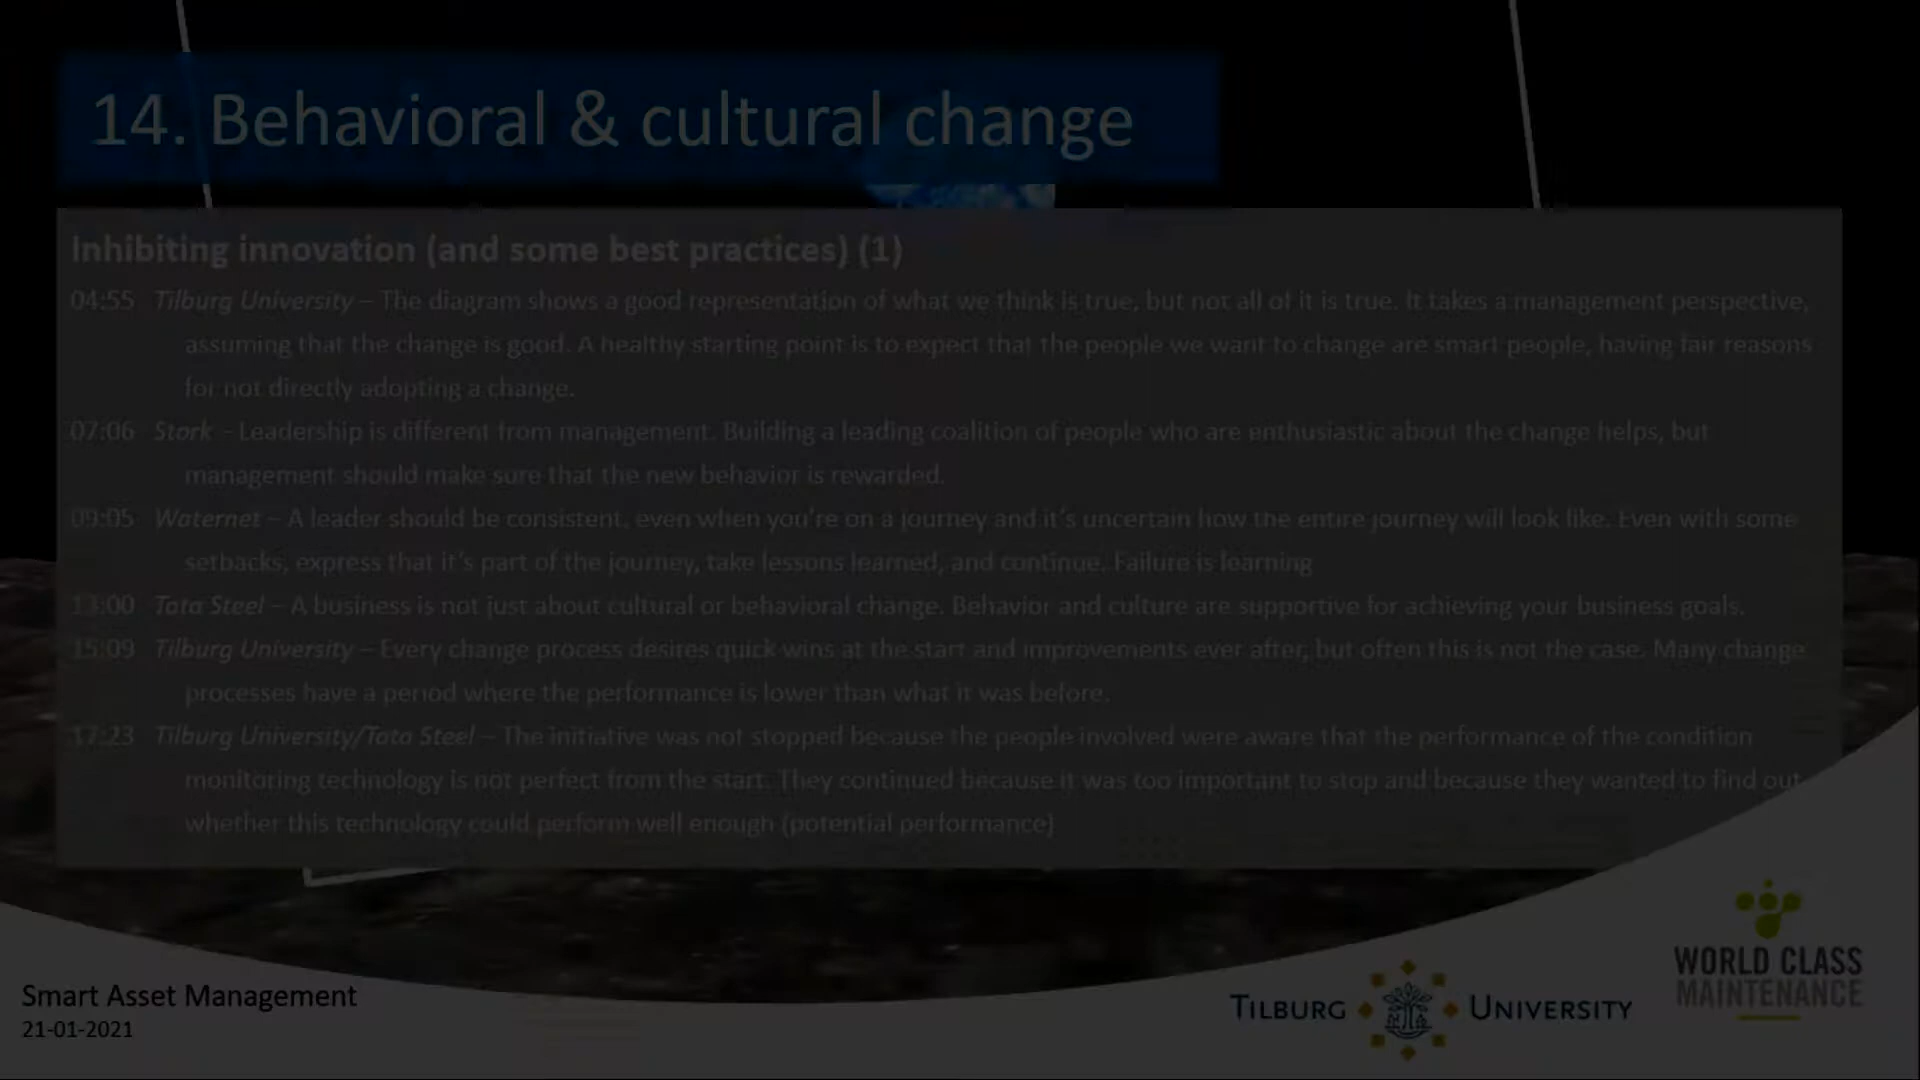 14. Behavioral & cultural change
Inhibiting innovation (and some best practices) (1)
04:55 Tilburg University – The diagram shows a good representation of what we think is true, but not all of it is true. It takes a management perspective,
assuming that the change is good. A healthy starting point is to expect that the people we want to change are smart people, having fair reasons
for not directly adopting a change.
07:06 Stork – Leadership is different from management. Building a leading coalition of people who are enthusiastic about the change helps, but
management should make sure that the new behavior is rewarded.
09:05 Waternet – A leader should be consistent, even when you're on a journey and it's uncertain how the entire journey will look like. Even with some
setbacks, express that it's part of the journey, take lessons learned, and continue. Failure is learning
13:00 Tata Steel – A business is not just about cultural or behavioral change. Behavior and culture are supportive for achieving your business goals.
15:09 Tilburg University – Every change process desires quick wins at the start and improvements ever after, but often this is not the case. Many change
processes have a period where the performance is lower than what it was before.
17:23 Tilburg University/Tata Steel – The initiative was not stopped because the people involved were aware that the performance of the condition
monitoring technology is not perfect from the start. They continued because it was too important to stop and because they wanted to find out
whether this technology could perform well enough (potential performance)
Smart Asset Management
21-01-2021
TILBURG UNIVERSITY
WORLD CLASS
MAINTENANCE